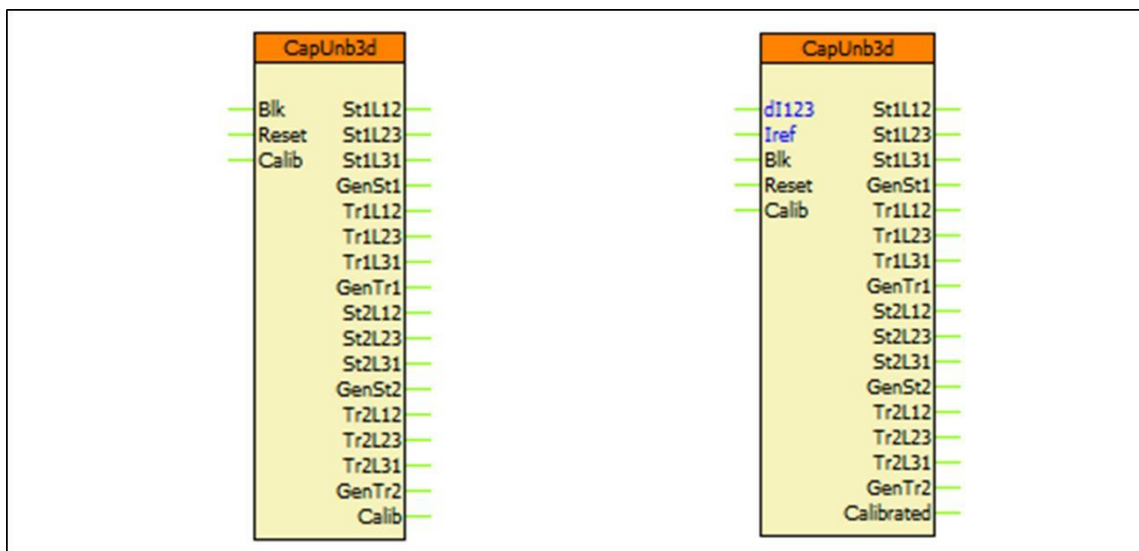 CapUnb3d
Blk St1L12
Reset St1L23
Calib St1L31
GenSt1
Tr1L12
Tr1L23
Tr1L31
GenTr1
St2L12
St2L23
St2L31
GenSt2
Tr2L12
Tr2L23
Tr2L31
GenTr2
Calib
CapUnb3d
dI123 St1L12
Iref St1L23
Blk St1L31
Reset GenSt1
Calib Tr1L12
Tr1L23
Tr1L31
GenTr1
St2L12
St2L23
St2L31
GenSt2
Tr2L12
Tr2L23
Tr2L31
GenTr2
Calibrated